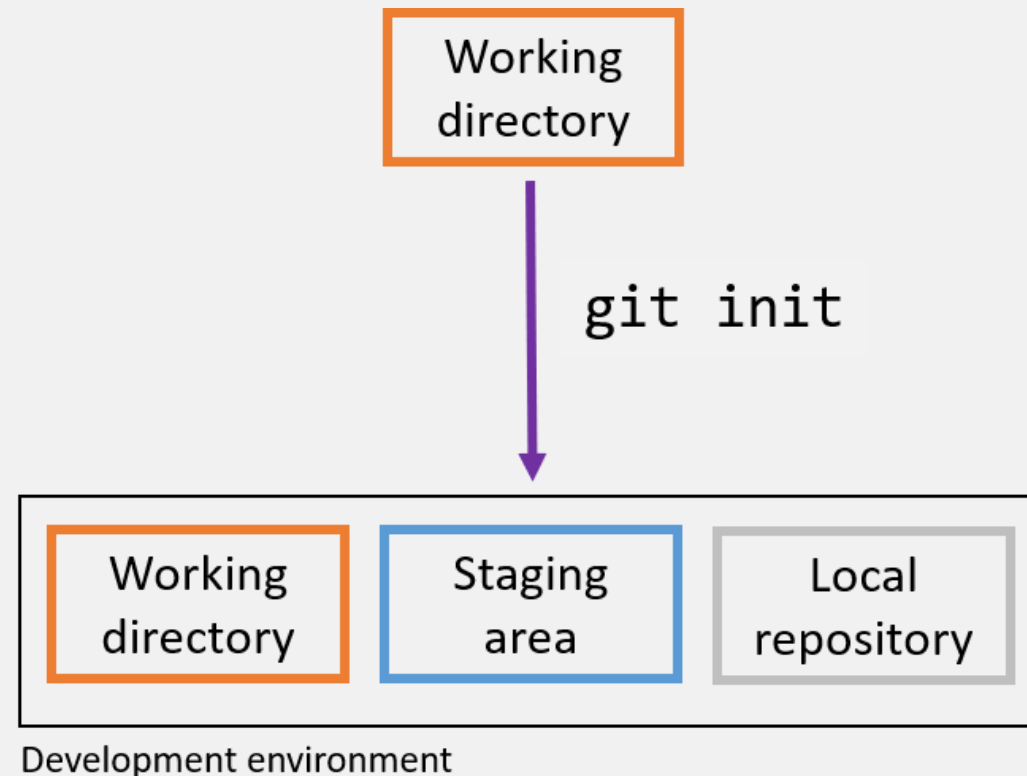 Working
directory
git init
Working
directory
Staging
area
Local
repository
Development environment